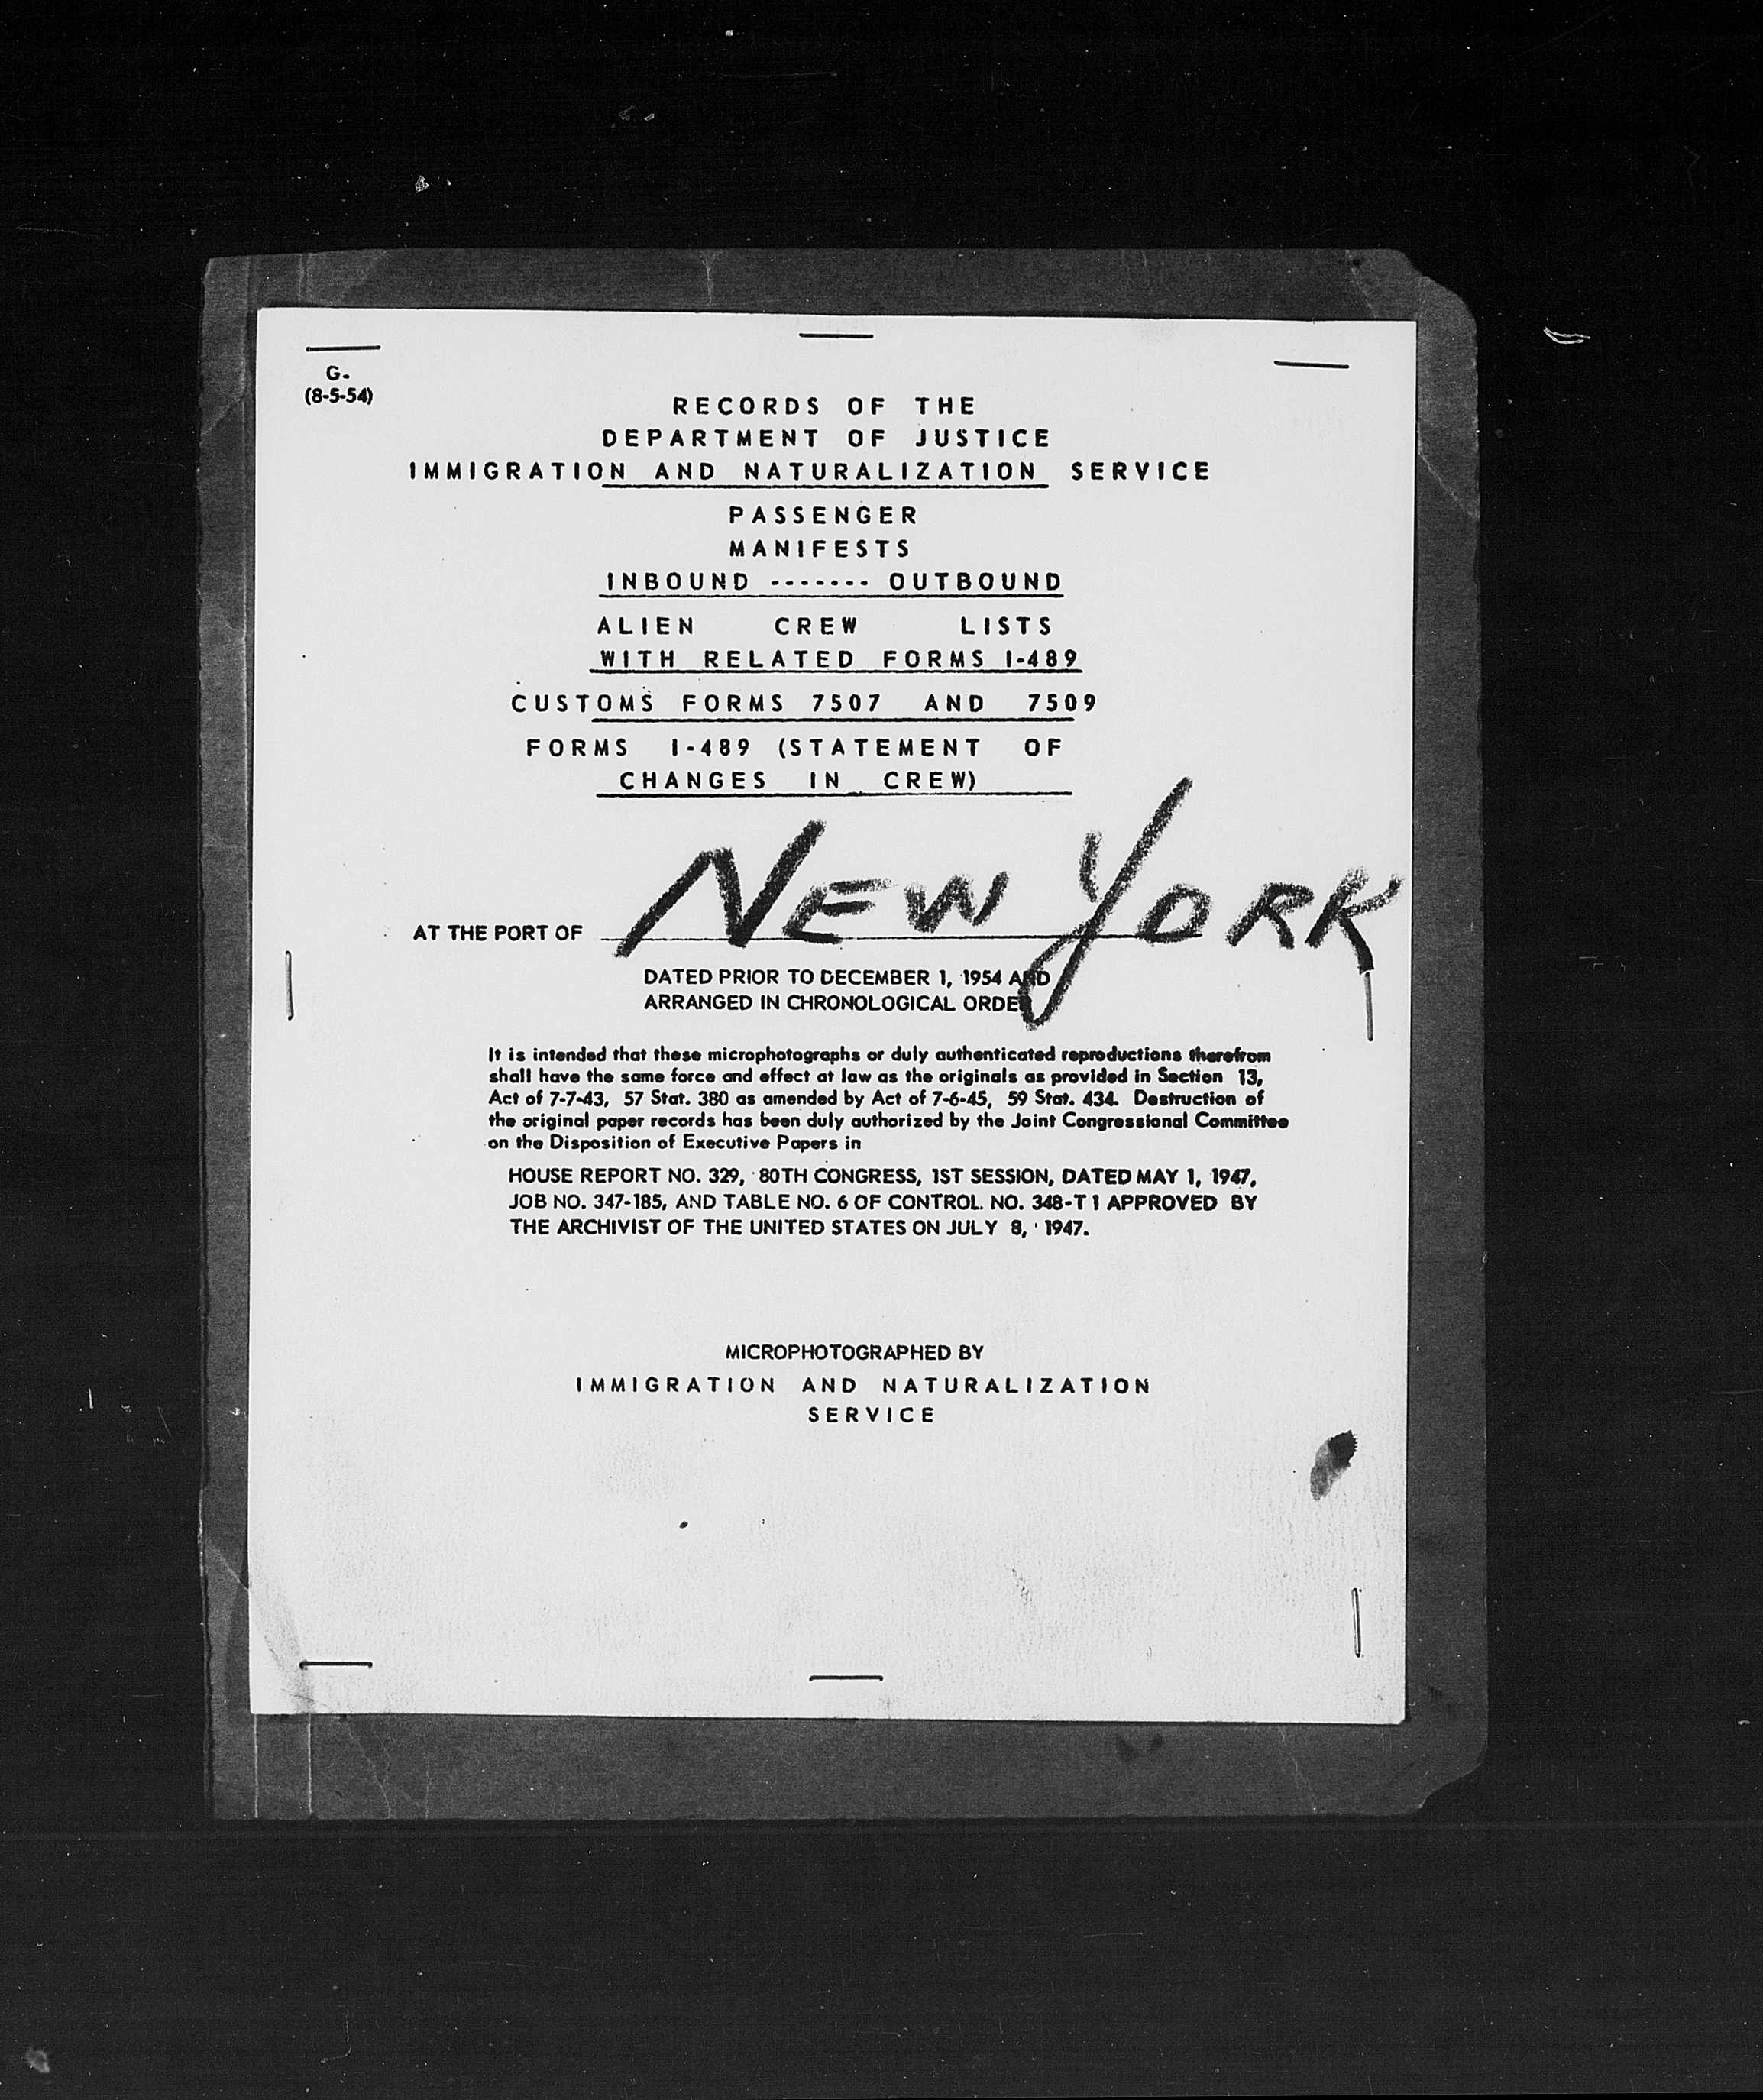 G-
(8-5-54)
RECORDS OF THE
DEPARTMENT OF JUSTICE
IMMIGRATION AND NATURALIZATION SERVICE
PASSENGER
MANIFESTS
INBOUND ------- OUTBOUND
ALIEN CREW LISTS
WITH RELATED FORMS I-489
CUSTOMS FORMS 7507 AND 7509
FORMS I-489 (STATEMENT OF
CHANGES IN CREW)
AT THE PORT OF NEW YORK
DATED PRIOR TO DECEMBER 1, 1954 AND
ARRANGED IN CHRONOLOGICAL ORDER
It is intended that these microphotographs or duly authenticated reproductions therefrom
shall have the same force and effect at law as the originals as provided in Section 13,
Act of 7-7-43, 57 Stat. 380 as amended by Act of 7-6-45, 59 Stat. 434. Destruction of
the original paper records has been duly authorized by the Joint Congressional Committee
on the Disposition of Executive Papers in
HOUSE REPORT NO. 329, 80TH CONGRESS, 1ST SESSION, DATED MAY 1, 1947,
JOB NO. 347-185, AND TABLE NO. 6 OF CONTROL NO. 348-T1 APPROVED BY
THE ARCHIVIST OF THE UNITED STATES ON JULY 8, 1947.
MICROPHOTOGRAPHED BY
IMMIGRATION AND NATURALIZATION
SERVICE